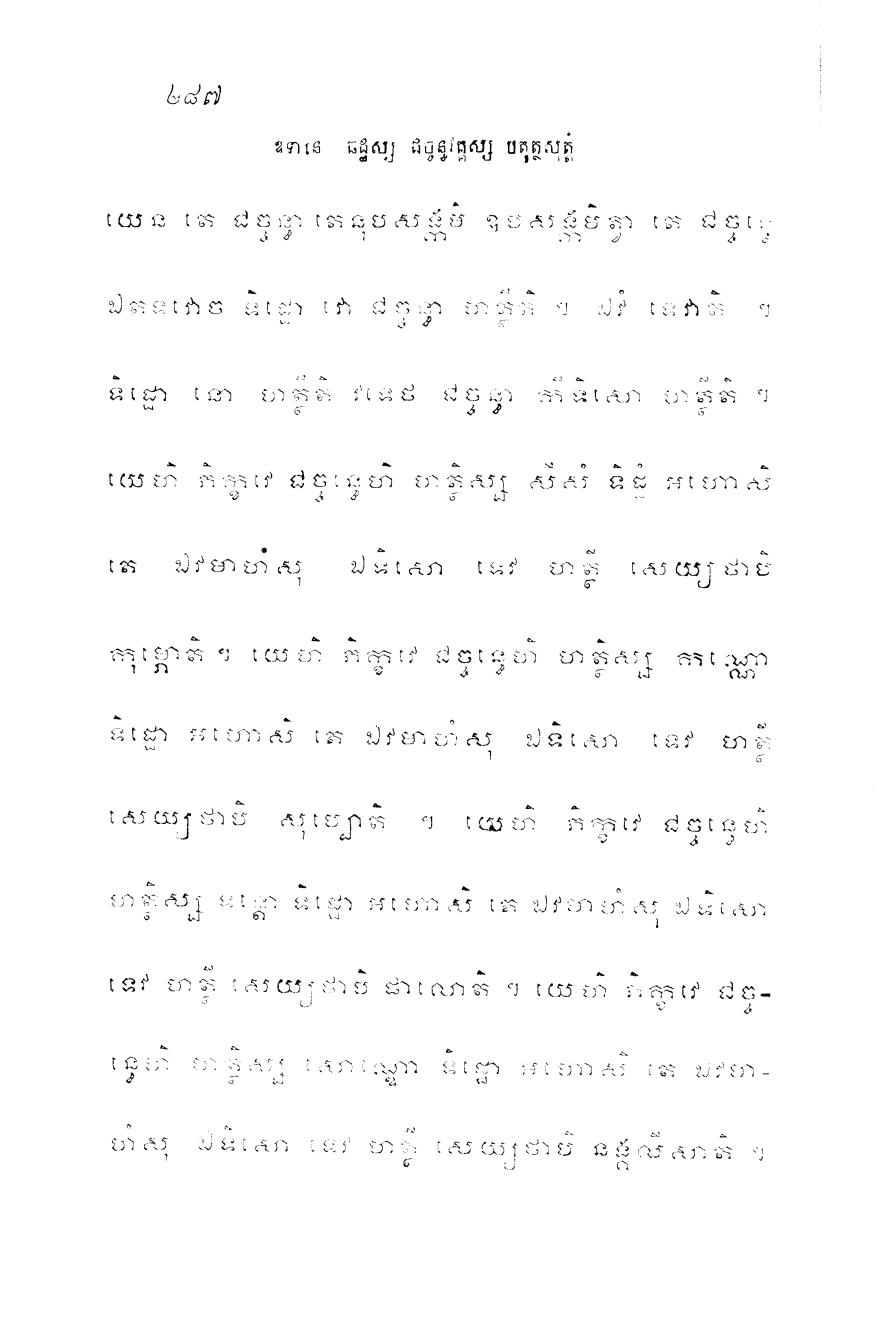 ២៨៧
ឧទានេ ឆដ្ឋស្ស ជច្ចន្ធវគ្គស្ស ចតុត្ថសុត្តំ
យេន តេ ជច្ចន្ធា តេនុបសង្កមិ ឧបសង្កមិត្វា តេ ជច្ចន្ធេ
ឯតទវោច ទិដ្ឋោ វោ ជច្ចន្ធា ហត្ថីតិ ។ ឯវំ ទេវាតិ ។
ទិដ្ឋោ នោ ហត្ថីតិ វទេថ ជច្ចន្ធា កីទិសោ ហត្ថីតិ ។
យេហិ ភិក្ខវេ ជច្ចន្ធេហិ ហត្ថិស្ស សីសំ ទិដ្ឋំ អហោសិ
តេ ឯវមាហំសុ ឯទិសោ ទេវ ហត្ថី សេយ្យថាបិ
កុម្ភោតិ ។ យេហិ ភិក្ខវេ ជច្ចន្ធេហិ ហត្ថិស្ស កណ្ណោ
ទិដ្ឋោ អហោសិ តេ ឯវមាហំសុ ឯទិសោ ទេវ ហត្ថី
សេយ្យថាបិ សុប្បោតិ ។ យេហិ ភិក្ខវេ ជច្ចន្ធេហិ
ហត្ថិស្ស ទន្តោ ទិដ្ឋោ អហោសិ តេ ឯវមាហំសុ ឯទិសោ
ទេវ ហត្ថី សេយ្យថាបិ ផាលោតិ ។ យេហិ ភិក្ខវេ ជច្ច-
ន្ធេហិ ហត្ថិស្ស សោណ្ឌោ ទិដ្ឋោ អហោសិ តេ ឯវមា-
ហំសុ ឯទិសោ ទេវ ហត្ថី សេយ្យថាបិ នង្គលីសាតិ ។